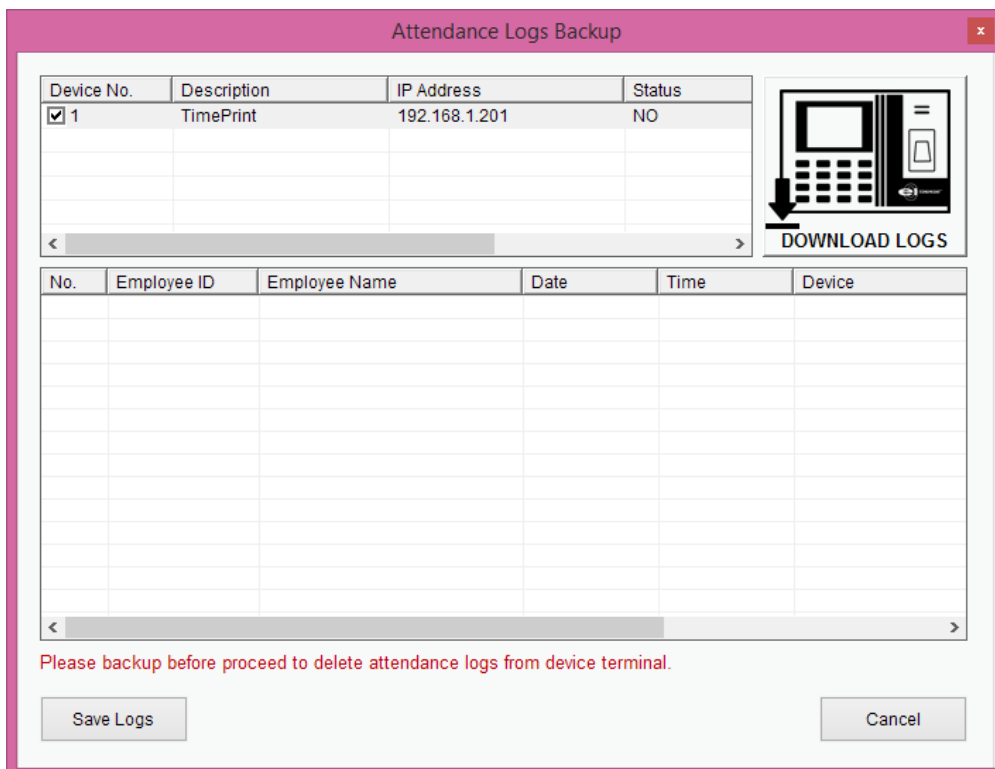 Attendance Logs Backup
x
Device No. Description IP Address Status
1 TimePrint 192.168.1.201 NO
DOWNLOAD LOGS
No. Employee ID Employee Name Date Time Device
Please backup before proceed to delete attendance logs from device terminal.
Save Logs Cancel